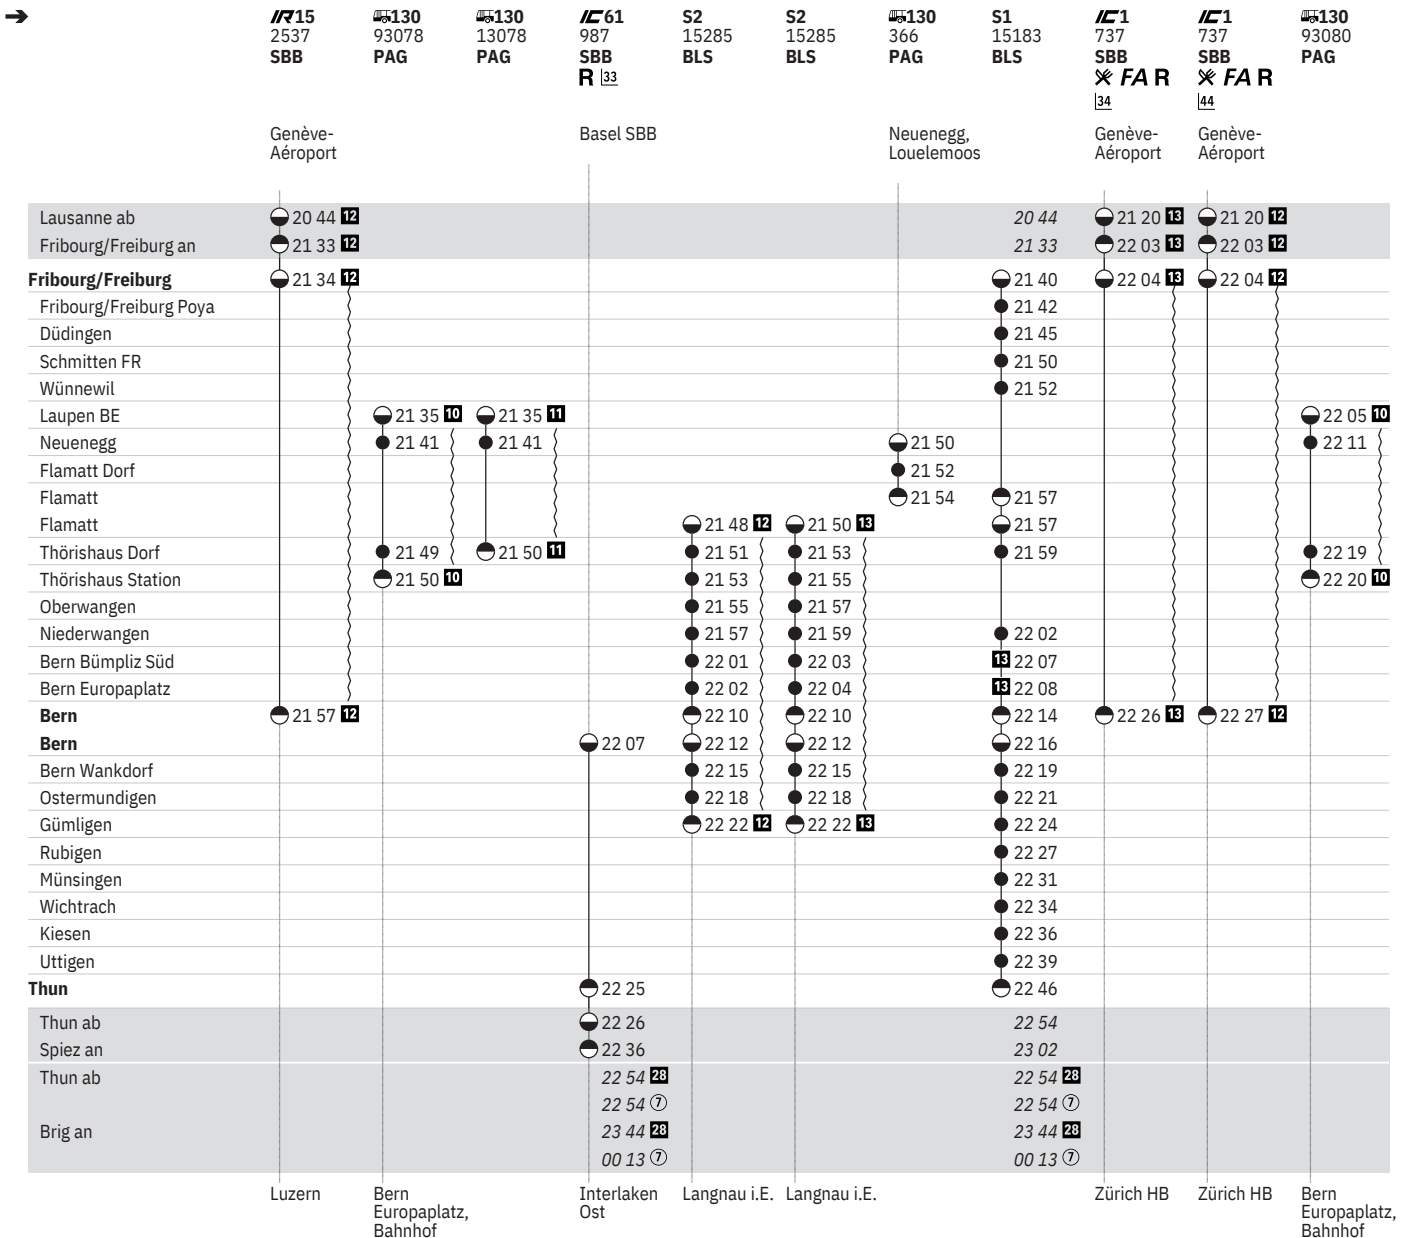 ➔ IR15 130 130 IC61 S2 S2 130 S1 IC1 IC1 130
2537 93078 13078 987 15285 15285 366 15183 737 737 93080
SBB PAG PAG SBB BLS BLS PAG BLS SBB SBB PAG
R 33 FA R FA R
34 44
Genève- Basel SBB Neuenegg, Genève- Genève-
Aéroport Louelemoos Aéroport Aéroport
Lausanne ab 20 44 12 20 44 21 20 13 21 20 12
Fribourg/Freiburg an 21 33 12 21 33 22 03 13 22 03 12
Fribourg/Freiburg 21 34 12 21 40 22 04 13 22 04 12
Fribourg/Freiburg Poya 21 42
Düdingen 21 45
Schmitten FR 21 50
Wünnewil 21 52
Laupen BE 21 35 10 21 35 11 22 05 10
Neuenegg 21 41 21 41 21 50 22 11
Flamatt Dorf 21 52
Flamatt 21 54 21 57
Flamatt 21 48 12 21 50 13 21 57
Thörishaus Dorf 21 49 21 50 11 21 51 21 53 21 59 22 19
Thörishaus Station 21 50 10 21 53 21 55 22 20 10
Oberwangen 21 55 21 57
Niederwangen 21 57 21 59 22 02
Bern Bümpliz Süd 22 01 22 03 13 22 07
Bern Europaplatz 22 02 22 04 13 22 08
Bern 21 57 12 22 10 22 10 22 14 22 26 13 22 27 12
Bern 22 07 22 12 22 12 22 16
Bern Wankdorf 22 15 22 15 22 19
Ostermundigen 22 18 22 18 22 21
Gümligen 22 22 12 22 22 13 22 24
Rubigen 22 27
Münsingen 22 31
Wichtrach 22 34
Kiesen 22 36
Uttigen 22 39
Thun 22 25 22 46
Thun ab 22 26 22 54
Spiez an 22 36 23 02
Thun ab 22 54 28 22 54 28
22 54 ⑦ 22 54 ⑦
Brig an 23 44 28 23 44 28
00 13 ⑦ 00 13 ⑦
Luzern Bern Interlaken Langnau i.E. Langnau i.E. Zürich HB Zürich HB Bern
Europaplatz, Ost Europaplatz,
Bahnhof Bahnhof